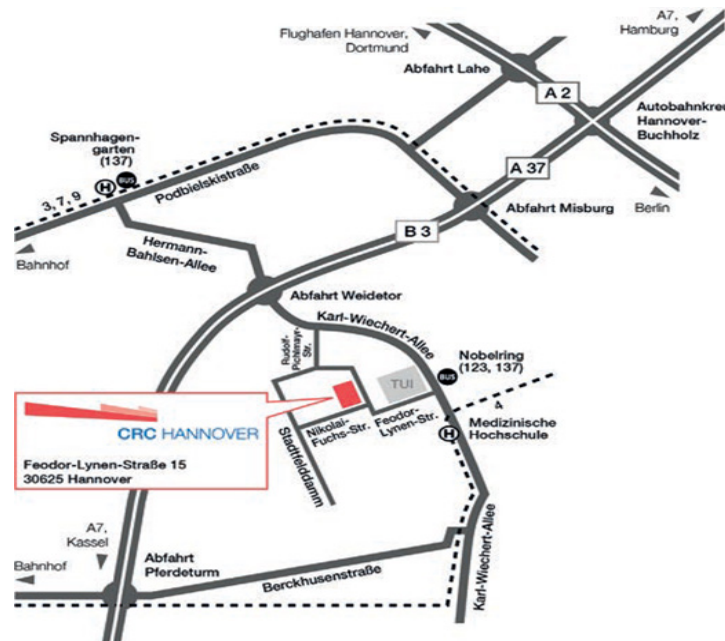 A7,
Hamburg
Flughafen Hannover,
Dortmund
Abfahrt Lahe
A 2
Autobahnkreu
Hannover-
Buchholz
Spannhagen-
garten
(137)
BUS
H
3, 7, 9
Podbielskistraße
A 37
Abfahrt Misburg
Berlin
B 3
Bahnhof
Hermann-
Bahlsen-Allee
Abfahrt Weidetor
Karl-Wiechert-Allee
Rudolf-
Pichlmayr-
Str.
Nobelring
(123, 137)
BUS
TUI
4
CRC HANNOVER
Feodor-Lynen-Straße 15
30625 Hannover
Nikolai-
Fuchs-Str.
Feodor-
Lynen-Str.
H
Medizinische
Hochschule
Stadtfelddamm
A7,
Kassel
Bahnhof
Abfahrt
Pferdeturm
Berckhusenstraße
Karl-Wiechert-Allee